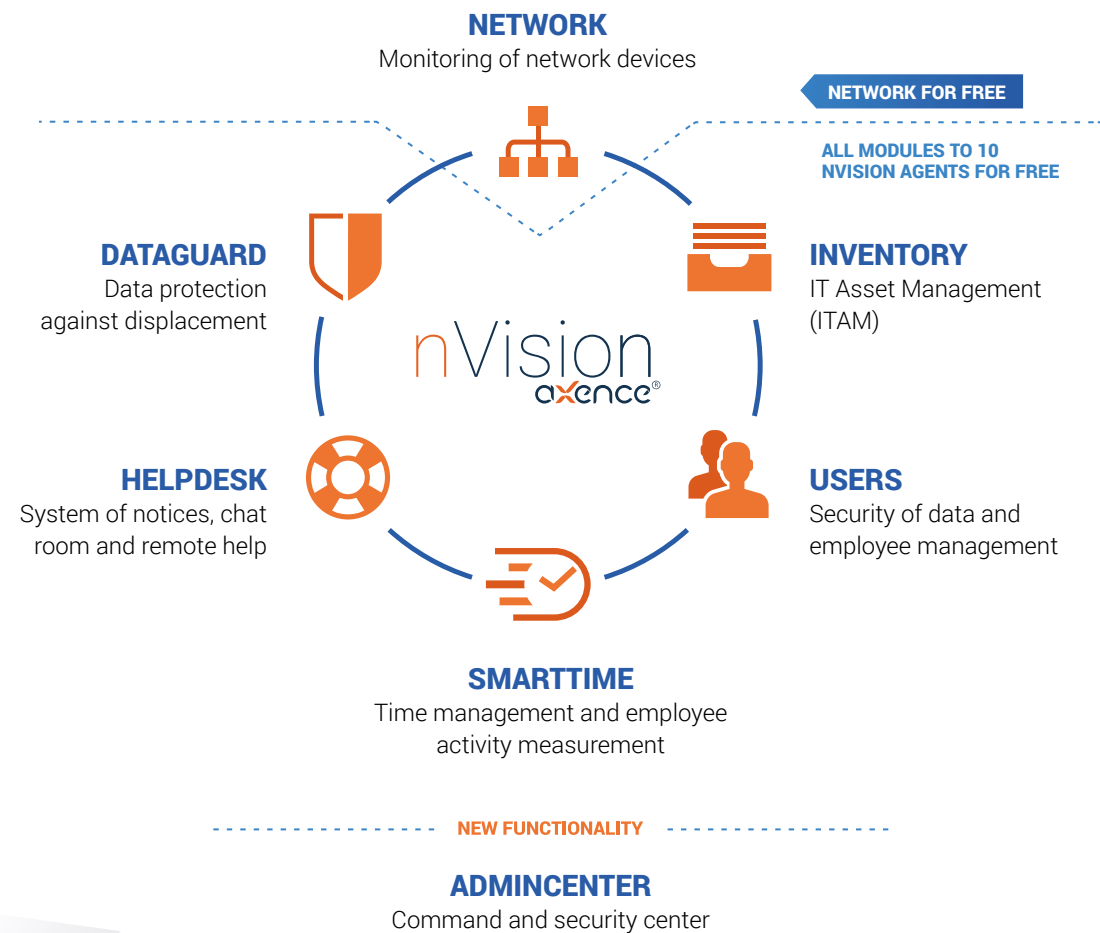 NETWORK
Monitoring of network devices
NETWORK FOR FREE
ALL MODULES TO 10
NVISION AGENTS FOR FREE
DATAGUARD
Data protection
against displacement
INVENTORY
IT Asset Management
(ITAM)
nVision
axence®
HELPDESK
System of notices, chat
room and remote help
USERS
Security of data and
employee management
SMARTTIME
Time management and employee
activity measurement
NEW FUNCTIONALITY
ADMINCENTER
Command and security center